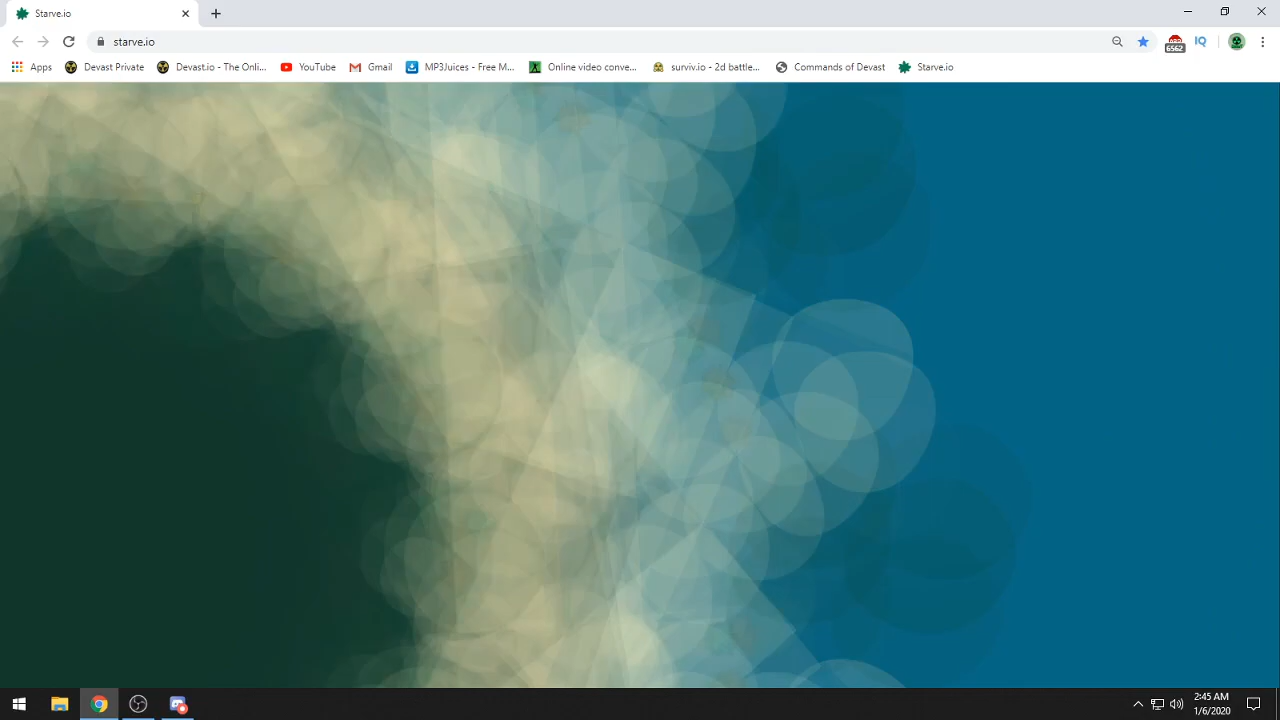 Starve.io
starve.io
6562
IQ
Apps Devast Private Devast.io - The Onli... YouTube Gmail MP3Juices - Free M... Online video conve... surviv.io - 2d battle... Commands of Devast Starve.io
2:45 AM
1/6/2020